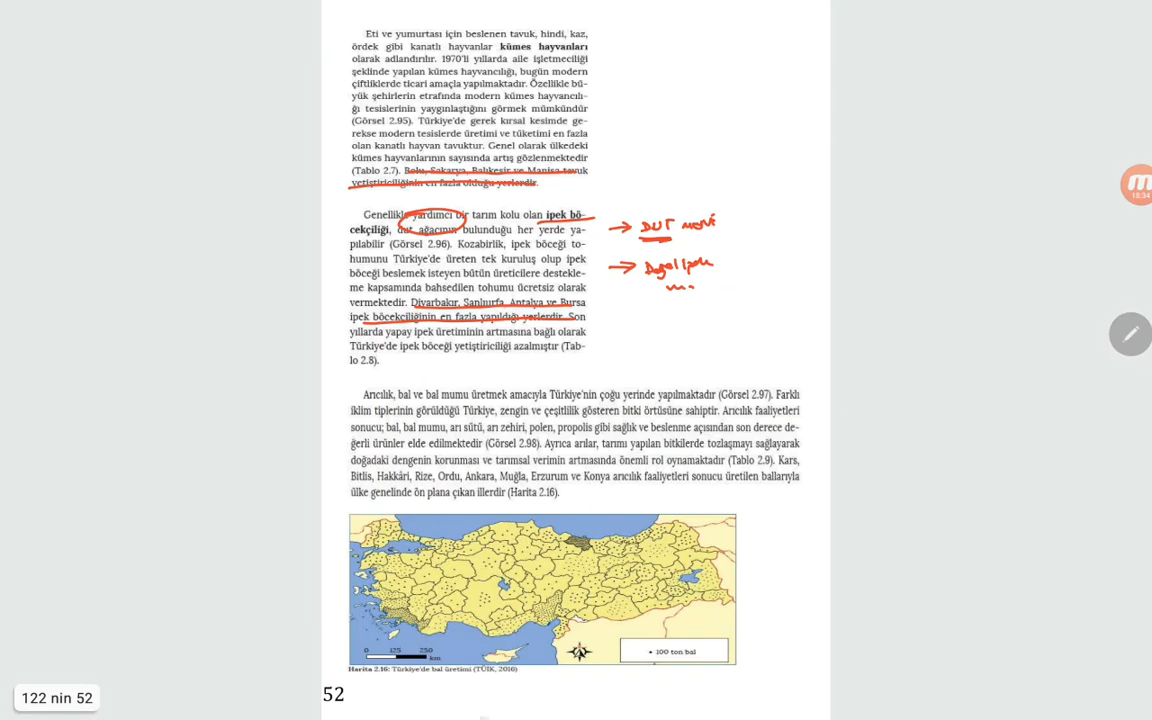 Eti ve yumurtası için beslenen tavuk, hindi, kaz,
ördek gibi kanatlı hayvanlar kümes hayvanları
olarak adlandırılır. 1970'li yıllarda aile işletmeciliği
şeklinde yapılan kümes hayvancılığı, bugün modern
çiftliklerde ticari amaçla yapılmaktadır. Özellikle bü-
yük şehirlerin etrafında modern kümes hayvancılı-
ğı tesislerinin yaygınlaştığını görmek mümkündür
(Görsel 2.95). Türkiye'de gerek kırsal kesimde ge-
rekse modern tesislerde üretimi ve tüketimi en fazla
olan kanatlı hayvan tavuktur. Genel olarak ülkedeki
kümes hayvanlarının sayısında artış gözlenmektedir
(Tablo 2.7). Bolu, Sakarya, Balıkesir ve Manisa tavuk
yetiştiriciliğinin en fazla olduğu yerlerdir.
Genellikle yardımcı bir tarım kolu olan ipek bö-
cekçiliği, dut ağacının bulunduğu her yerde ya-
pılabilir (Görsel 2.96). Kozabirlik, ipek böceği to-
humunu Türkiye'de üreten tek kuruluş olup ipek
böceği beslemek isteyen bütün üreticilere destekle-
me kapsamında bahsedilen tohumu ücretsiz olarak
vermektedir. Diyarbakır, Şanlıurfa, Antalya ve Bursa
ipek böcekçiliğinin en fazla yapıldığı yerlerdir. Son
yıllarda yapay ipek üretiminin artmasına bağlı olarak
Türkiye'de ipek böceği yetiştiriciliği azalmıştır (Tab-
lo 2.8).
→ DUT
→ Doğal ipek
Arıcılık, bal ve bal mumu üretmek amacıyla Türkiye'nin çoğu yerinde yapılmaktadır (Görsel 2.97). Farklı
iklim tiplerinin görüldüğü Türkiye, zengin ve çeşitlilik gösteren bitki örtüsüne sahiptir. Arıcılık faaliyetleri
sonucu; bal, bal mumu, arı sütü, arı zehiri, polen, propolis gibi sağlık ve beslenme açısından son derece de-
ğerli ürünler elde edilmektedir (Görsel 2.98). Ayrıca arılar, tarımı yapılan bitkilerde tozlaşmayı sağlayarak
doğadaki dengenin korunması ve tarımsal verimin artmasında önemli rol oynamaktadır (Tablo 2.9). Kars,
Bitlis, Hakkâri, Rize, Ordu, Ankara, Muğla, Erzurum ve Konya arıcılık faaliyetleri sonucu üretilen ballarıyla
ülke genelinde ön plana çıkan illerdir (Harita 2.16).
0 125 250
km
• 100 ton bal
Harita 2.16: Türkiye'de bal üretimi (TÜİK, 2016)
52
122 nin 52
18:34